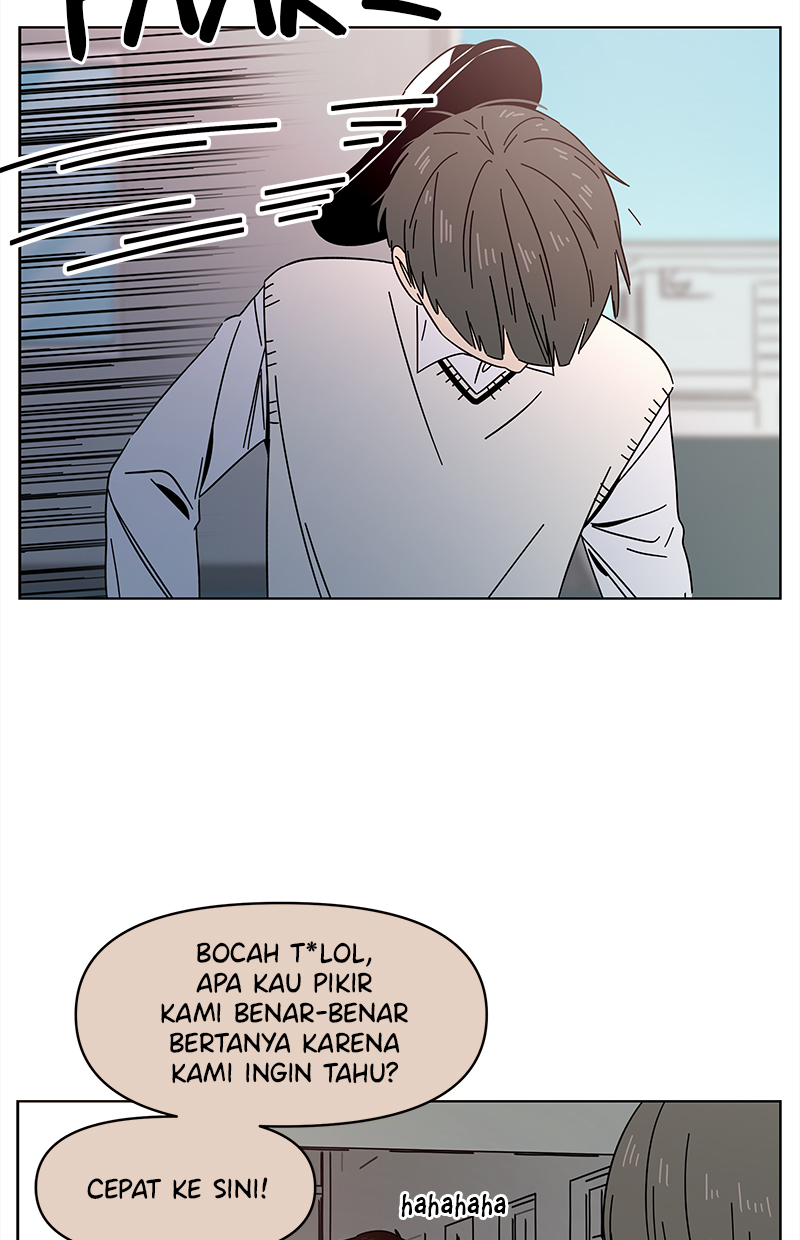 BOCAH T*LOL,
APA KAU PIKIR
KAMI BENAR-BENAR
BERTANYA KARENA
KAMI INGIN TAHU?
CEPAT KE SINI!
hahahaha